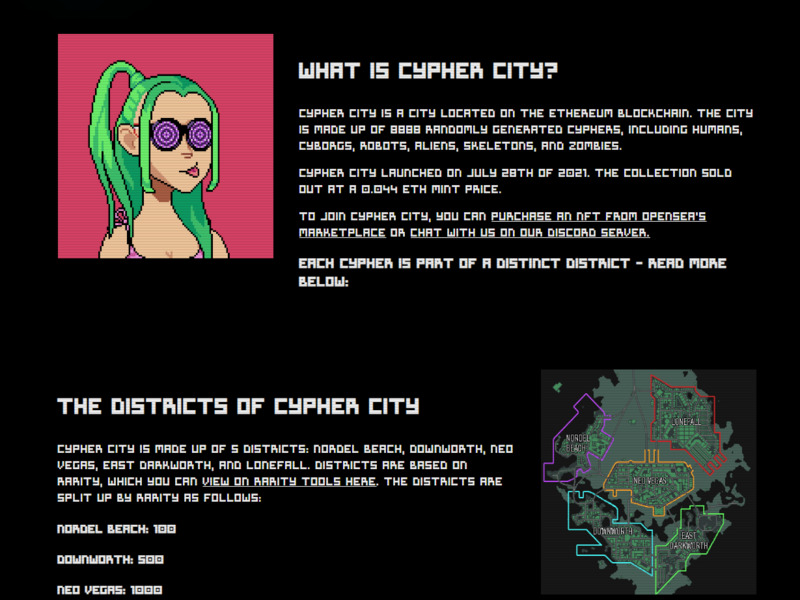 WHAT IS CYPHER CITY?
CYPHER CITY IS A CITY LOCATED ON THE ETHEREUM BLOCKCHAIN. THE CITY
IS MADE UP OF 8888 RANDOMLY GENERATED CYPHERS, INCLUDING HUMANS,
CYBORGS, ROBOTS, ALIENS, SKELETONS, AND ZOMBIES.
CYPHER CITY LAUNCHED ON JULY 28TH OF 2021. THE COLLECTION SOLD
OUT AT A 0.044 ETH MINT PRICE.
TO JOIN CYPHER CITY, YOU CAN PURCHASE AN NFT FROM OPENSEA'S
MARKETPLACE OR CHAT WITH US ON OUR DISCORD SERVER.
EACH CYPHER IS PART OF A DISTINCT DISTRICT - READ MORE
BELOW:
THE DISTRICTS OF CYPHER CITY
CYPHER CITY IS MADE UP OF 5 DISTRICTS: NORDEL BEACH, DOWNWORTH, NEO
VEGAS, EAST DARKWORTH, AND LONEFALL. DISTRICTS ARE BASED ON
RARITY, WHICH YOU CAN VIEW ON RARITY TOOLS HERE. THE DISTRICTS ARE
SPLIT UP BY RARITY AS FOLLOWS:
NORDEL BEACH: 100
DOWNWORTH: 500
NEO VEGAS: 1000
LONEFALL
NORDEL
BEACH
NEO VEGAS
DOWNWORTH
EAST
DARKWORTH